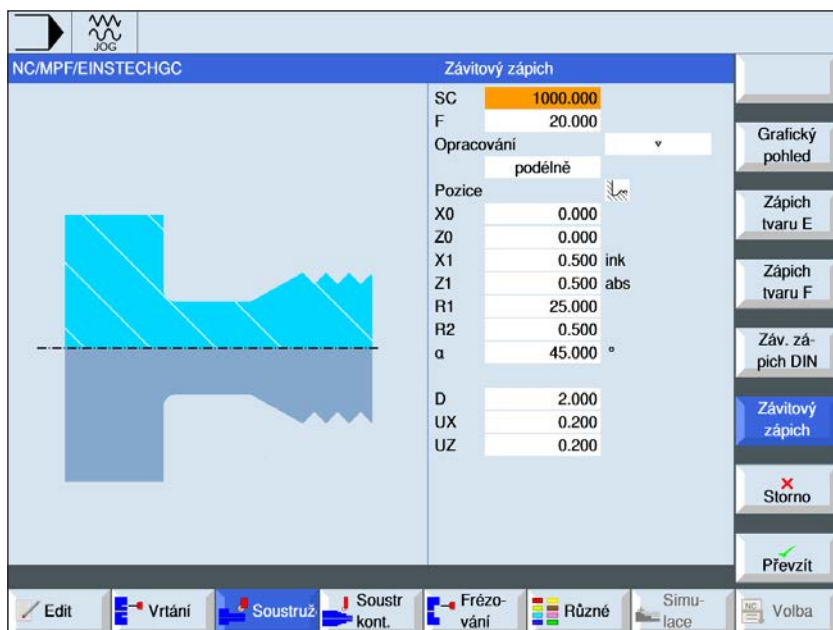 JOG
NC/MPF/EINSTECHGC
Závitový zápich
SC 1000.000
F 20.000
Opracování
podélně
Pozice
X0 0.000
Z0 0.000
X1 0.500 ink
Z1 0.500 abs
R1 25.000
R2 0.500
α 45.000 °
D 2.000
UX 0.200
UZ 0.200
Grafický
pohled
Zápich
tvaru E
Zápich
tvaru F
Záv. zá-
pich DIN
Závitový
zápich
Storno
Převzít
Edit
Vrtání
Soustruž
Soustr
kont.
Frézo-
vání
Různé
Simu-
lace
NC
Volba